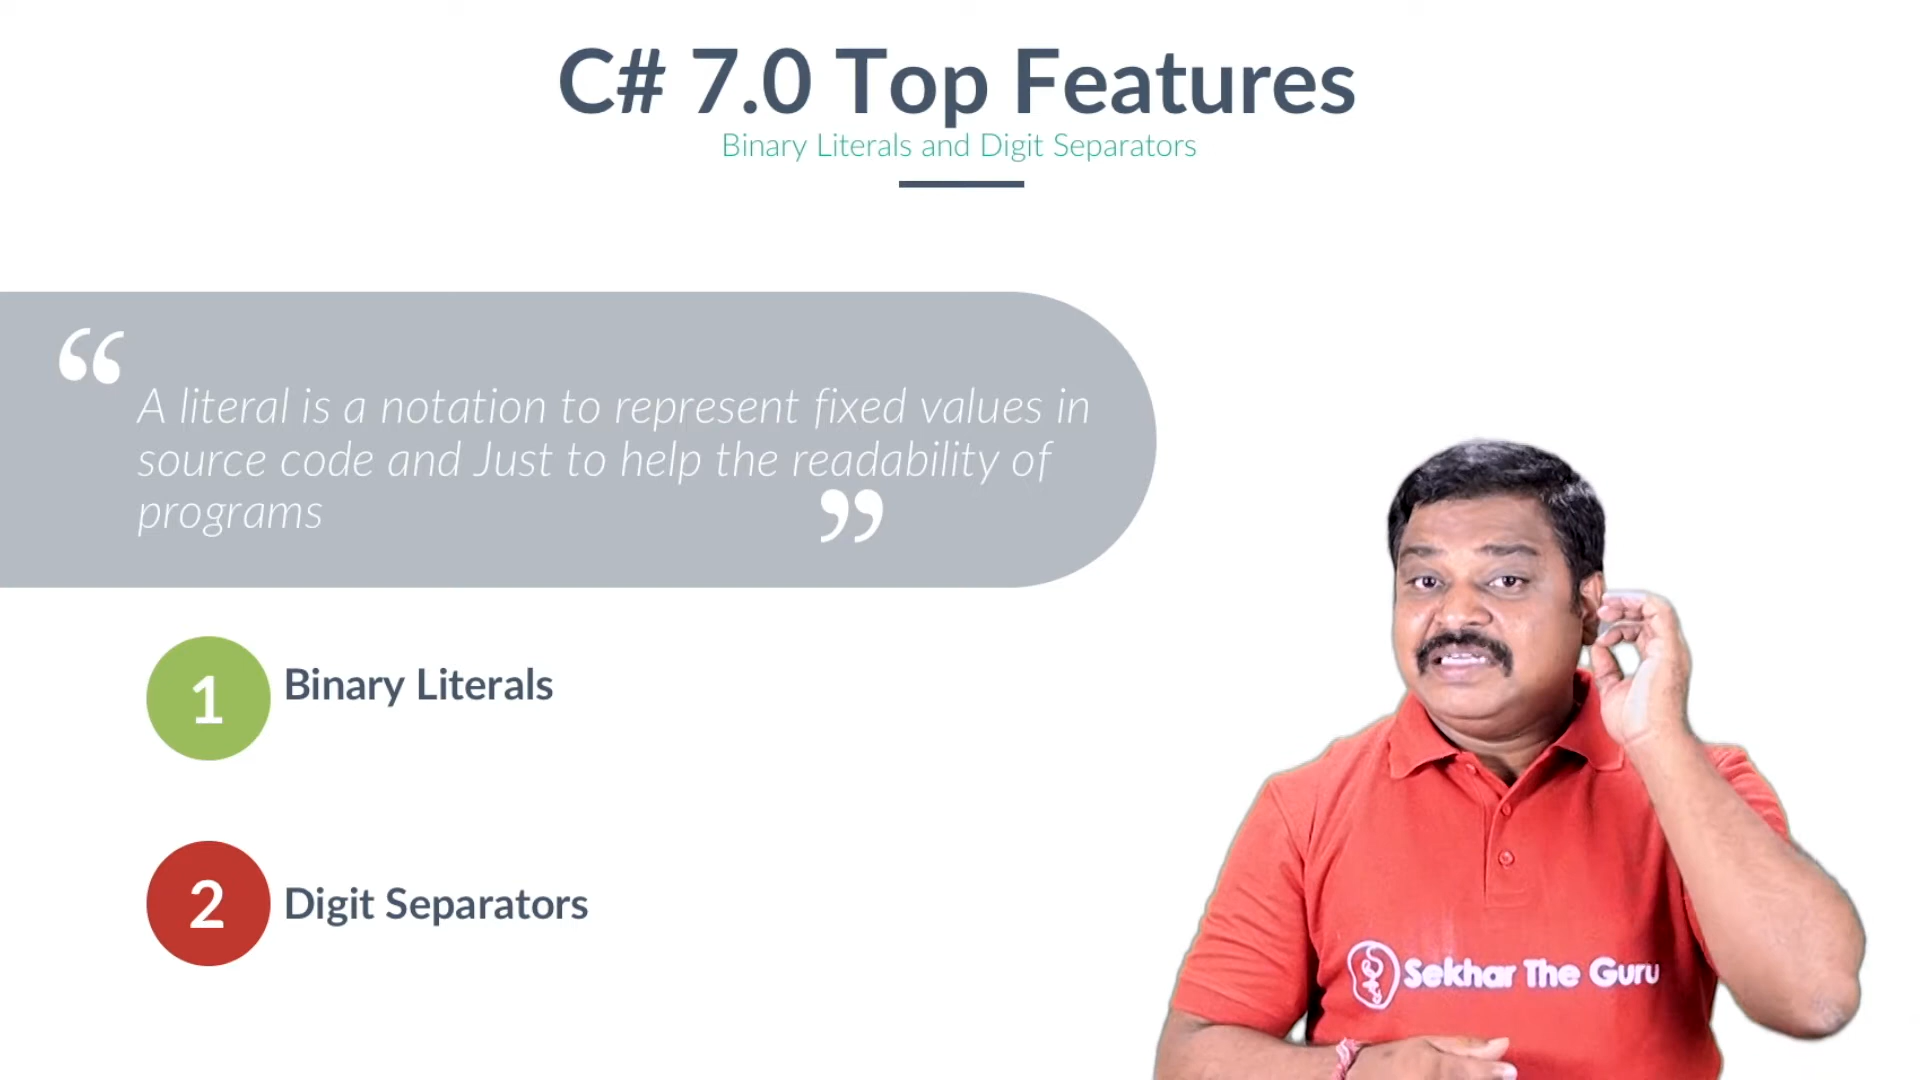 C# 7.0 Top Features
Binary Literals and Digit Separators
“
A literal is a notation to represent fixed values in
source code and Just to help the readability of
programs
”
1
Binary Literals
2
Digit Separators
Sekhar The Guru